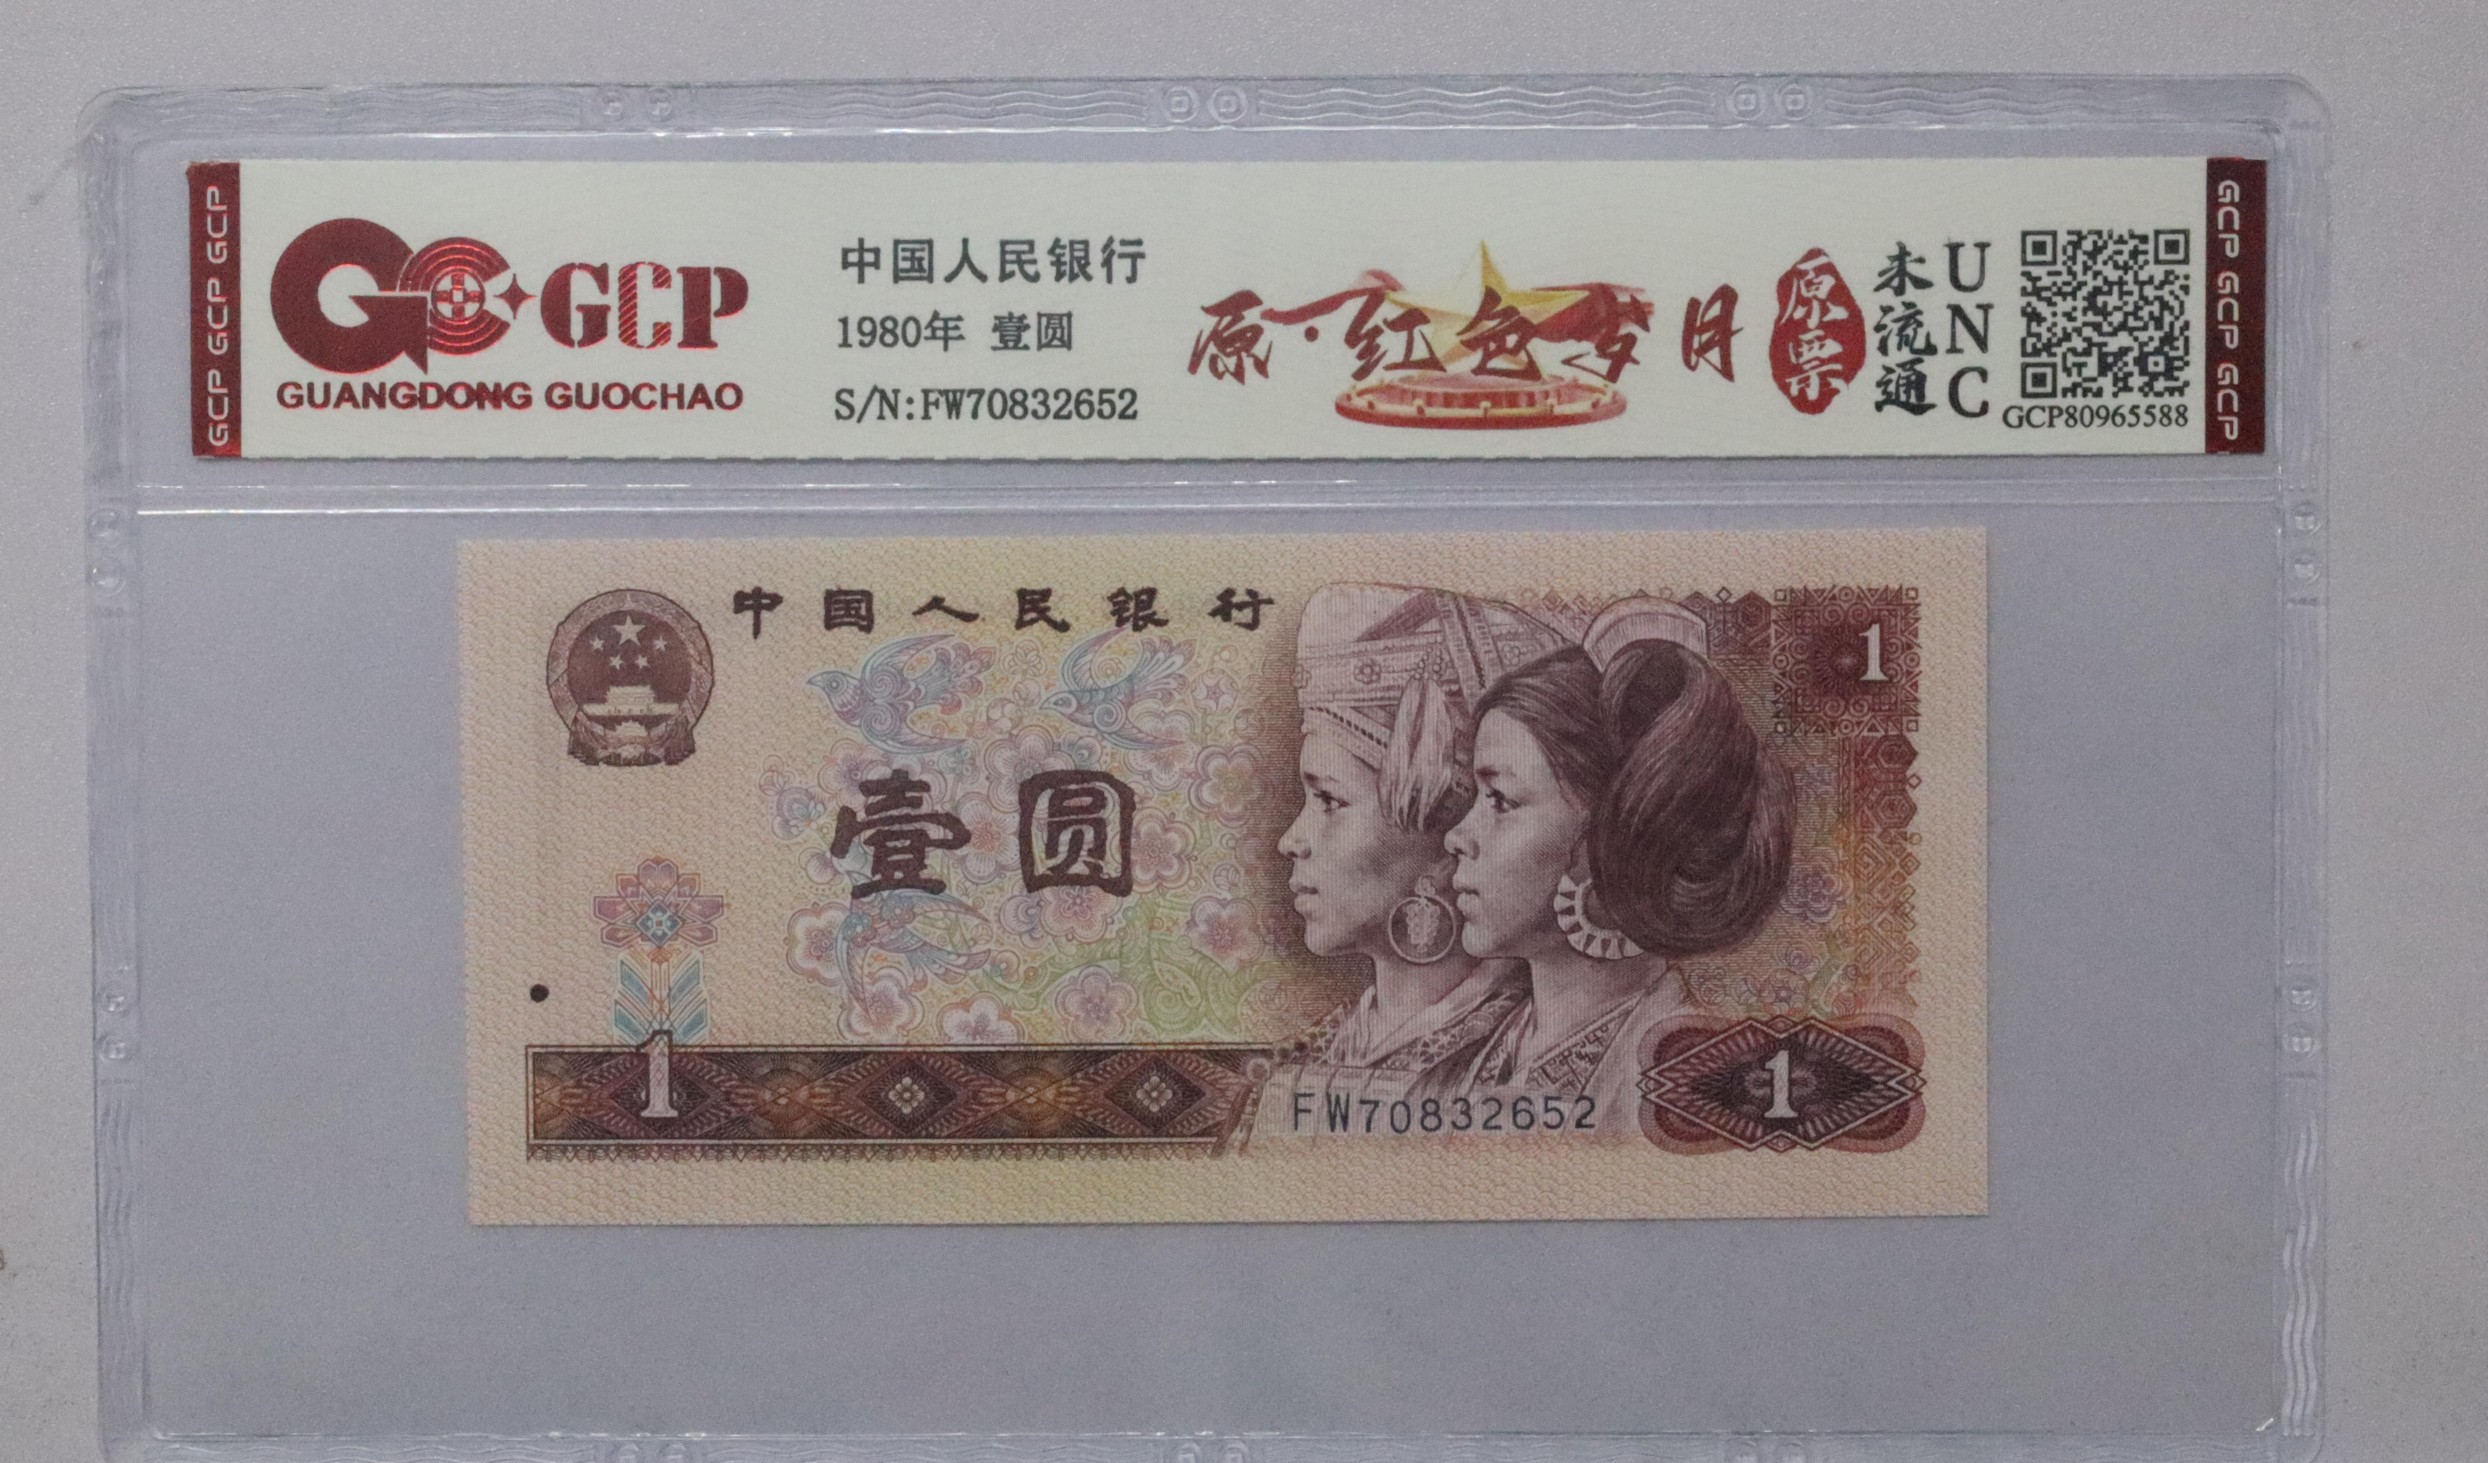 GCP GCP GCP
GCP
GUANGDONG GUOCHAO
中国人民银行
1980年 壹圆
S/N:FW70832652
原·红色岁月
原票
未流通
UNC
GCP80965588
GCP GCP GCP
中国人民银行
1
壹圆
1
FW70832652
1